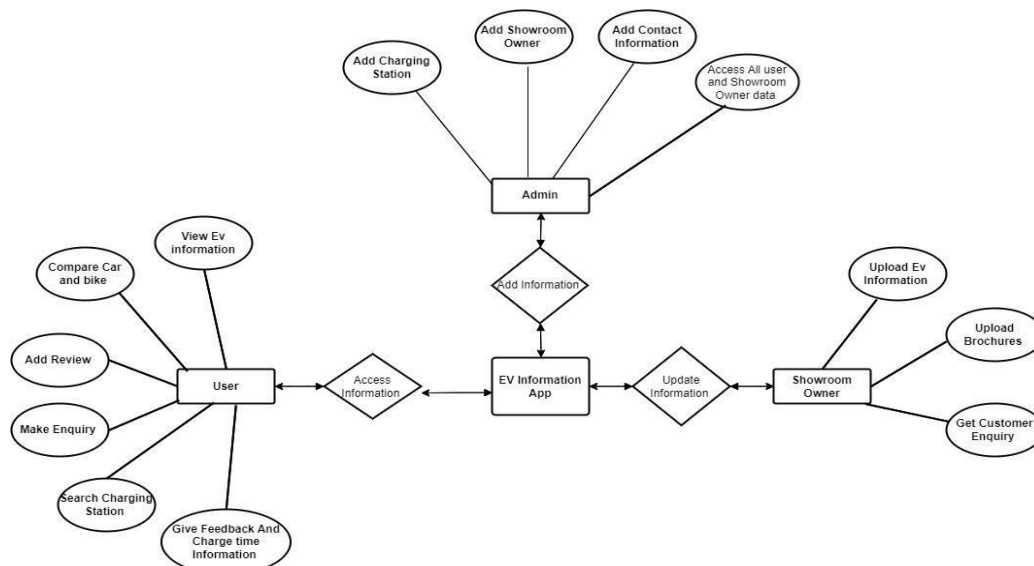 Add Showroom
Owner
Add Contact
Information
Add Charging
Station
Access All user
and Showroom
Owner data
Admin
View Ev
information
Compare Car
and bike
Add Information
Upload Ev
Information
Upload
Brochures
Add Review
User
Access
Information
EV Information
App
Update
Information
Showroom
Owner
Make Enquiry
Get Customer
Enquiry
Search Charging
Station
Give Feedback And
Charge time
Information